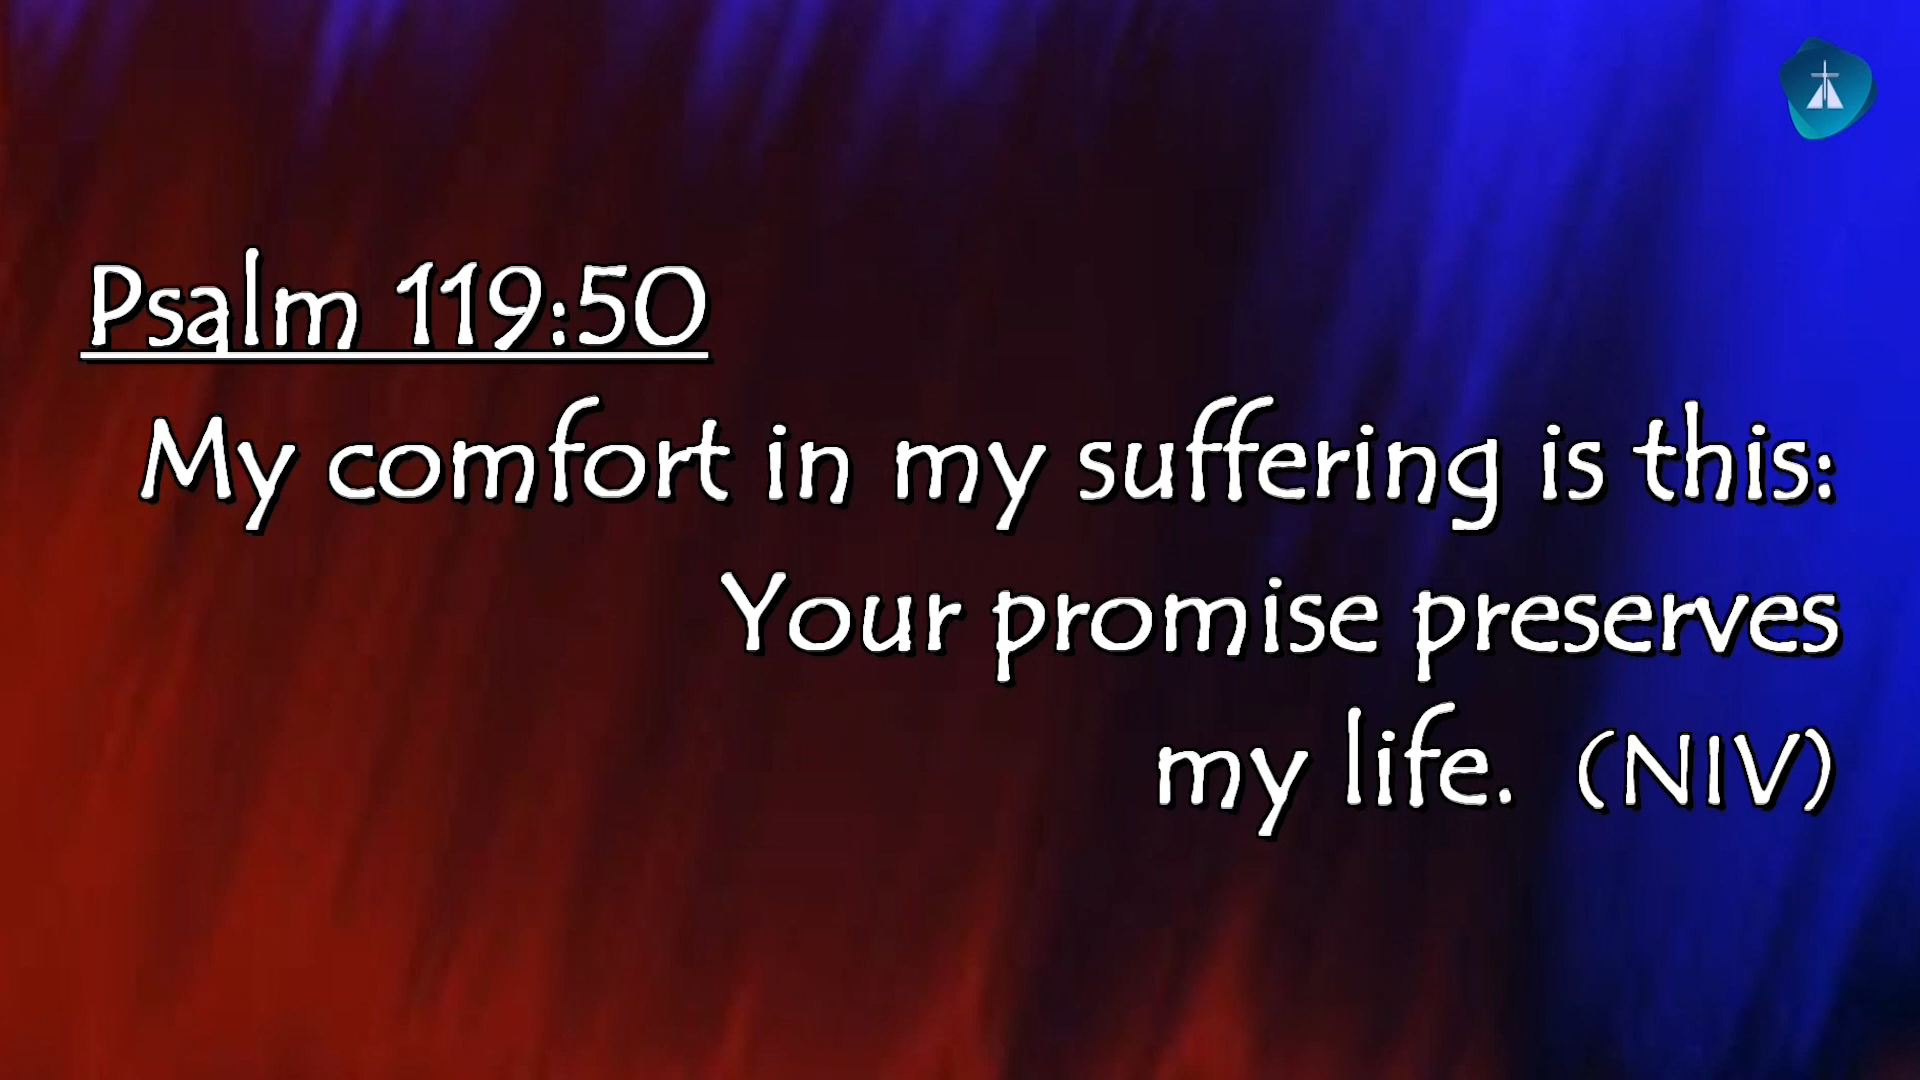 Psalm 119:50
My comfort in my suffering is this:
Your promise preserves
my life. (NIV)